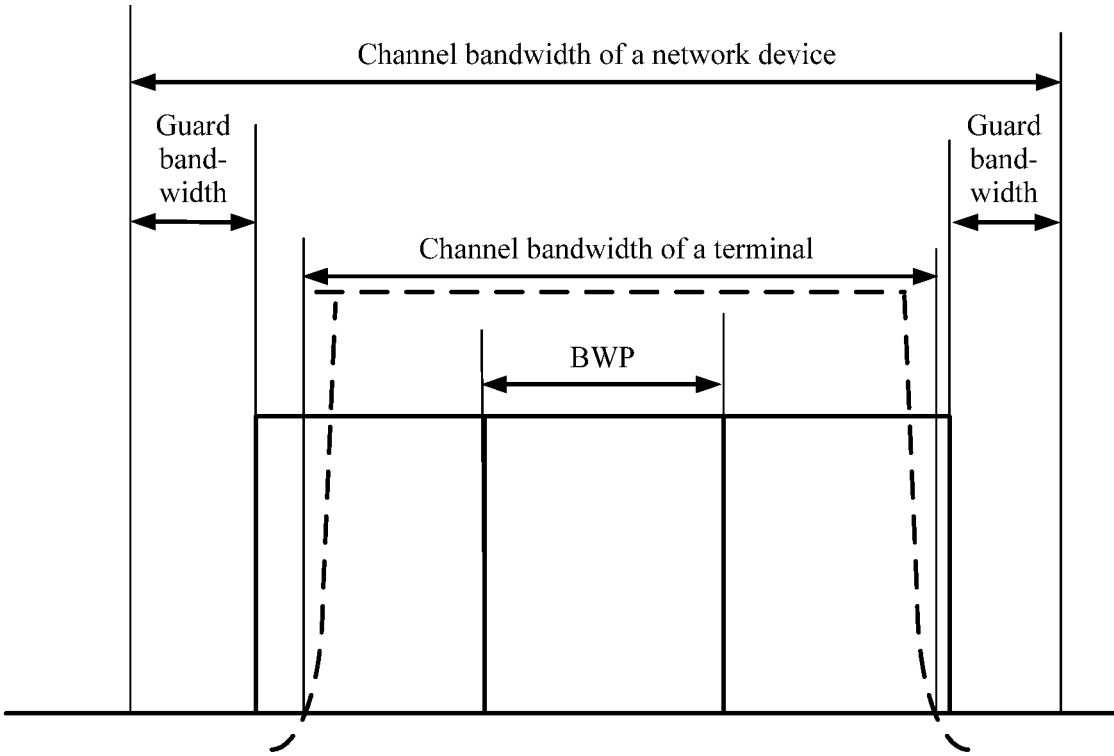 Channel bandwidth of a network device
Guard
band-
width
Guard
band-
width
Channel bandwidth of a terminal
BWP